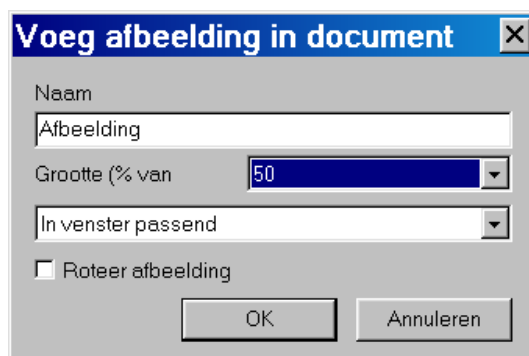 Voeg afbeelding in document
Naam
Afbeelding
Grootte (% van
50
In venster passend
Roteer afbeelding
OK
Annuleren